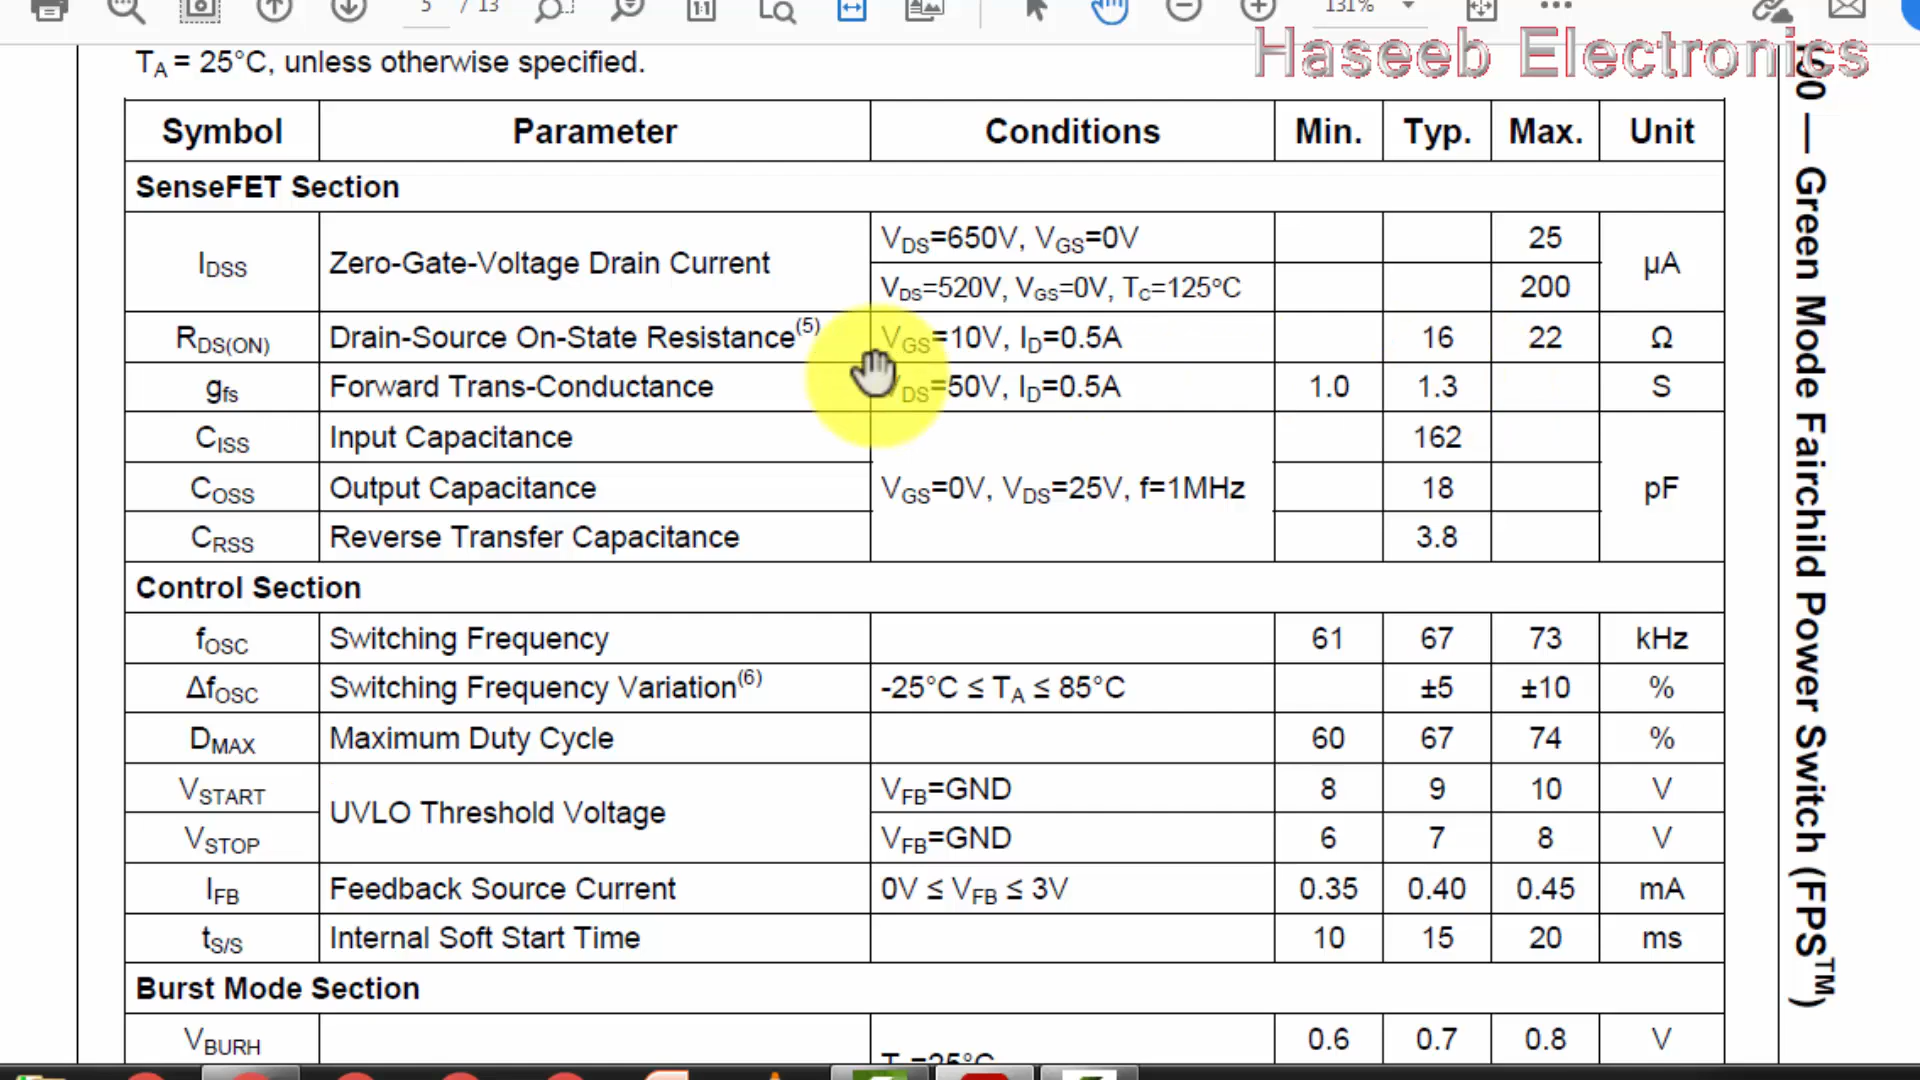 5 / 13
131%
Haseeb Electronics
TA = 25°C, unless otherwise specified.
Symbol Parameter Conditions Min. Typ. Max. Unit
SenseFET Section
IDSS Zero-Gate-Voltage Drain Current VDS=650V, VGS=0V 25 µA
VDS=520V, VGS=0V, TC=125°C 200
RDS(ON) Drain-Source On-State Resistance(5) VGS=10V, ID=0.5A 16 22 Ω
gfs Forward Trans-Conductance VDS=50V, ID=0.5A 1.0 1.3 S
CISS Input Capacitance 162
COSS Output Capacitance VGS=0V, VDS=25V, f=1MHz 18 pF
CRSS Reverse Transfer Capacitance 3.8
Control Section
fOSC Switching Frequency 61 67 73 kHz
ΔfOSC Switching Frequency Variation(6) -25°C ≤ TA ≤ 85°C ±5 ±10 %
DMAX Maximum Duty Cycle 60 67 74 %
VSTART UVLO Threshold Voltage VFB=GND 8 9 10 V
VSTOP VFB=GND 6 7 8 V
IFB Feedback Source Current 0V ≤ VFB ≤ 3V 0.35 0.40 0.45 mA
tS/S Internal Soft Start Time 10 15 20 ms
Burst Mode Section
VBURH 0.6 0.7 0.8 V
— Green Mode Fairchild Power Switch (FPS™)